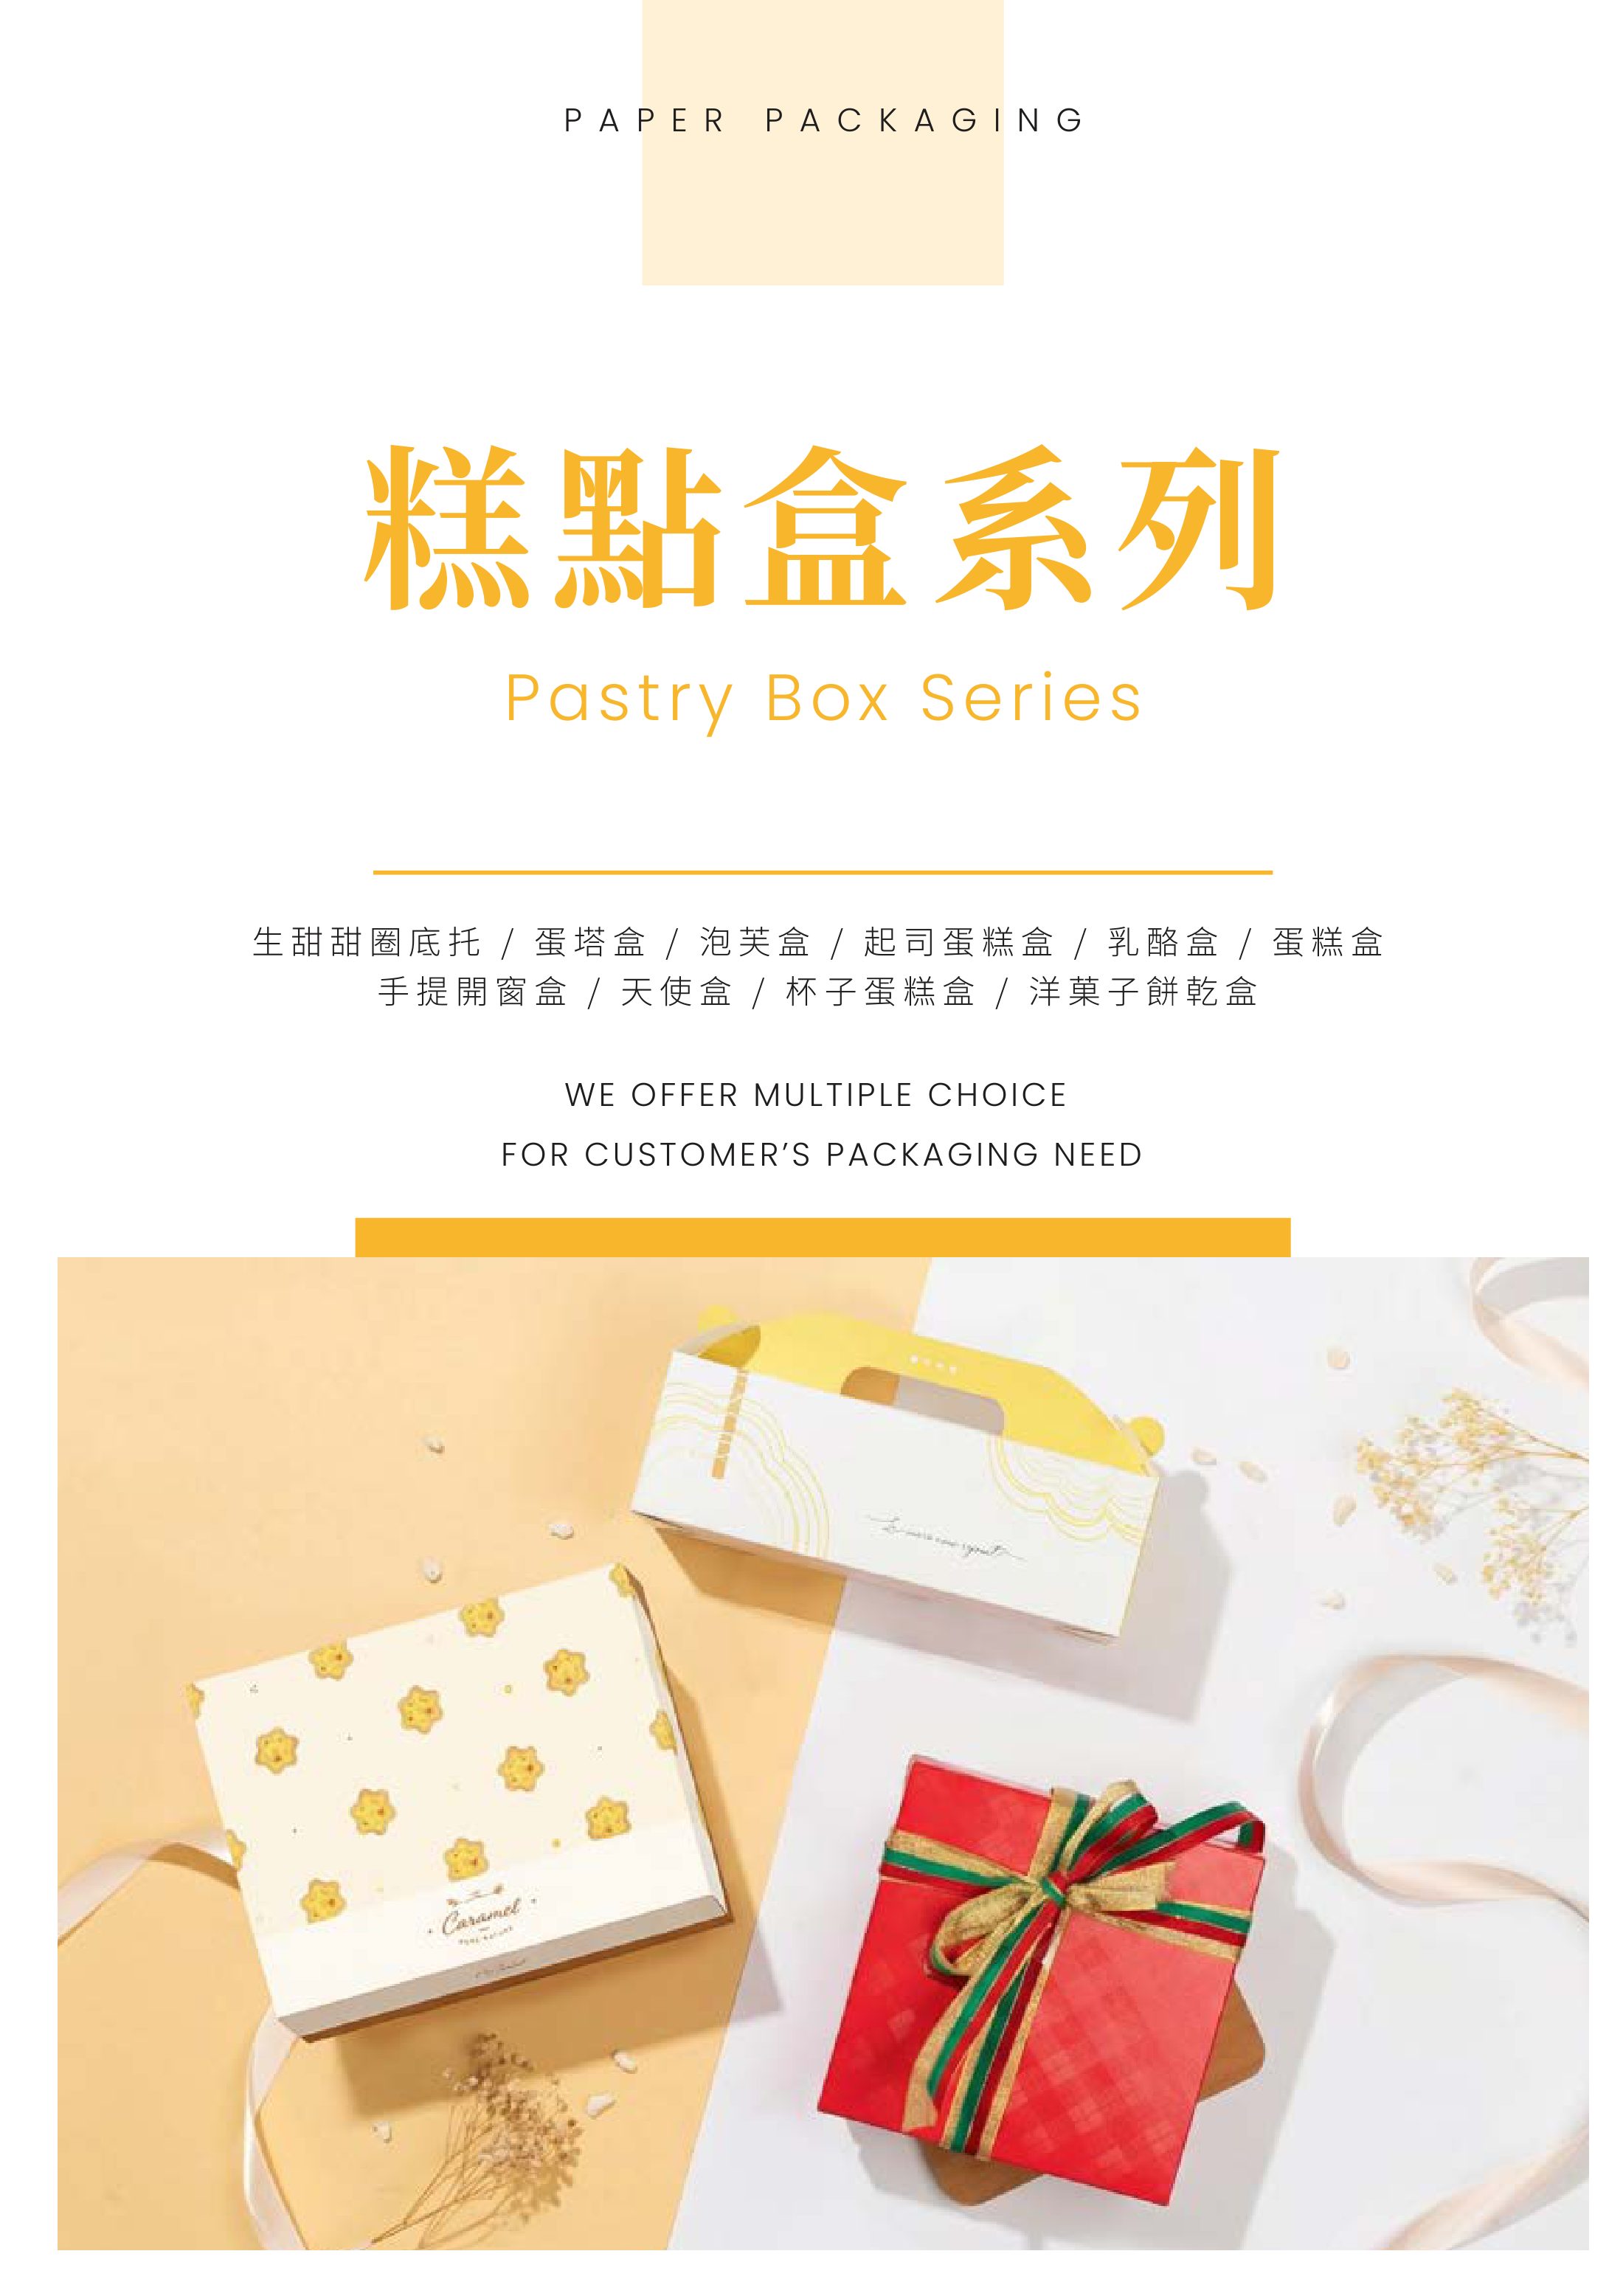 PAPER PACKAGING
糕點盒系列
Pastry Box Series
生甜甜圈底托 / 蛋塔盒 / 泡芙盒 / 起司蛋糕盒 / 乳酪盒 / 蛋糕盒
手提開窗盒 / 天使盒 / 杯子蛋糕盒 / 洋菓子餅乾盒
WE OFFER MULTIPLE CHOICE
FOR CUSTOMER’S PACKAGING NEED
Caramel